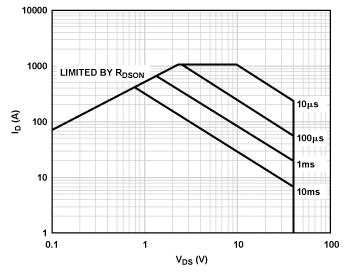 10000
1000
100
10
1
I_D (A)
LIMITED BY R_DSON
10µs
100µs
1ms
10ms
0.1
1
10
100
V_DS (V)